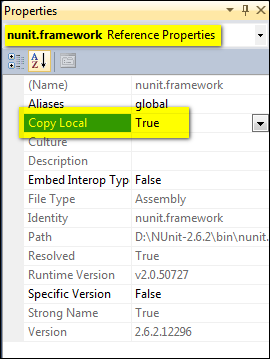 Properties
nunit.framework Reference Properties
(Name) nunit.framework
Aliases global
Copy Local True
Culture
Description
Embed Interop Typ False
File Type Assembly
Identity nunit.framework
Path D:\NUnit-2.6.2\bin\nunit.
Resolved True
Runtime Version v2.0.50727
Specific Version False
Strong Name True
Version 2.6.2.12296